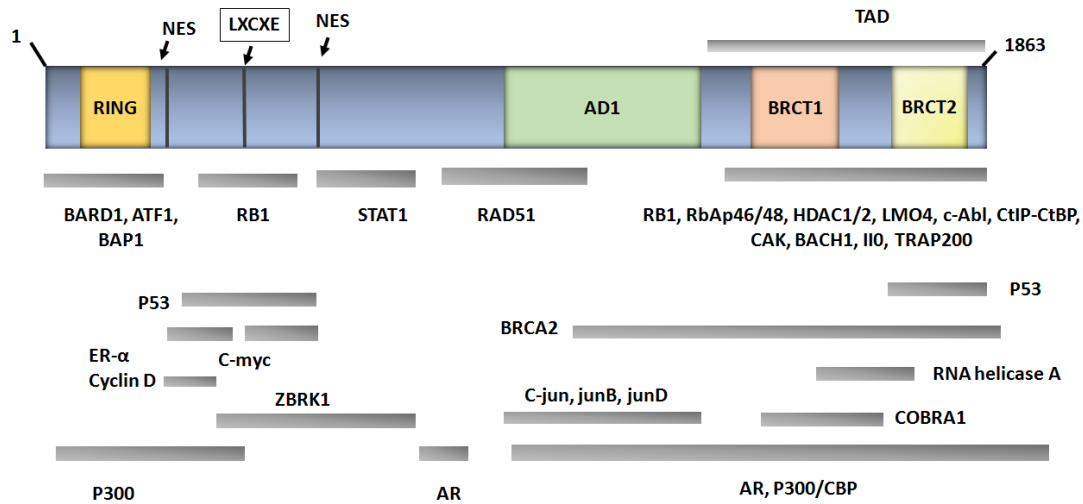 TAD
NES
LXCXE
NES
1
1863
RING
AD1
BRCT1
BRCT2
BARD1, ATF1,
BAP1
RB1
STAT1
RAD51
RB1, RbAp46/48, HDAC1/2, LMO4, c-Abl, CtIP-CtBP,
CAK, BACH1, II0, TRAP200
P53
P53
BRCA2
ER-α
C-myc
Cyclin D
RNA helicase A
ZBRK1
C-jun, junB, junD
COBRA1
P300
AR
AR, P300/CBP